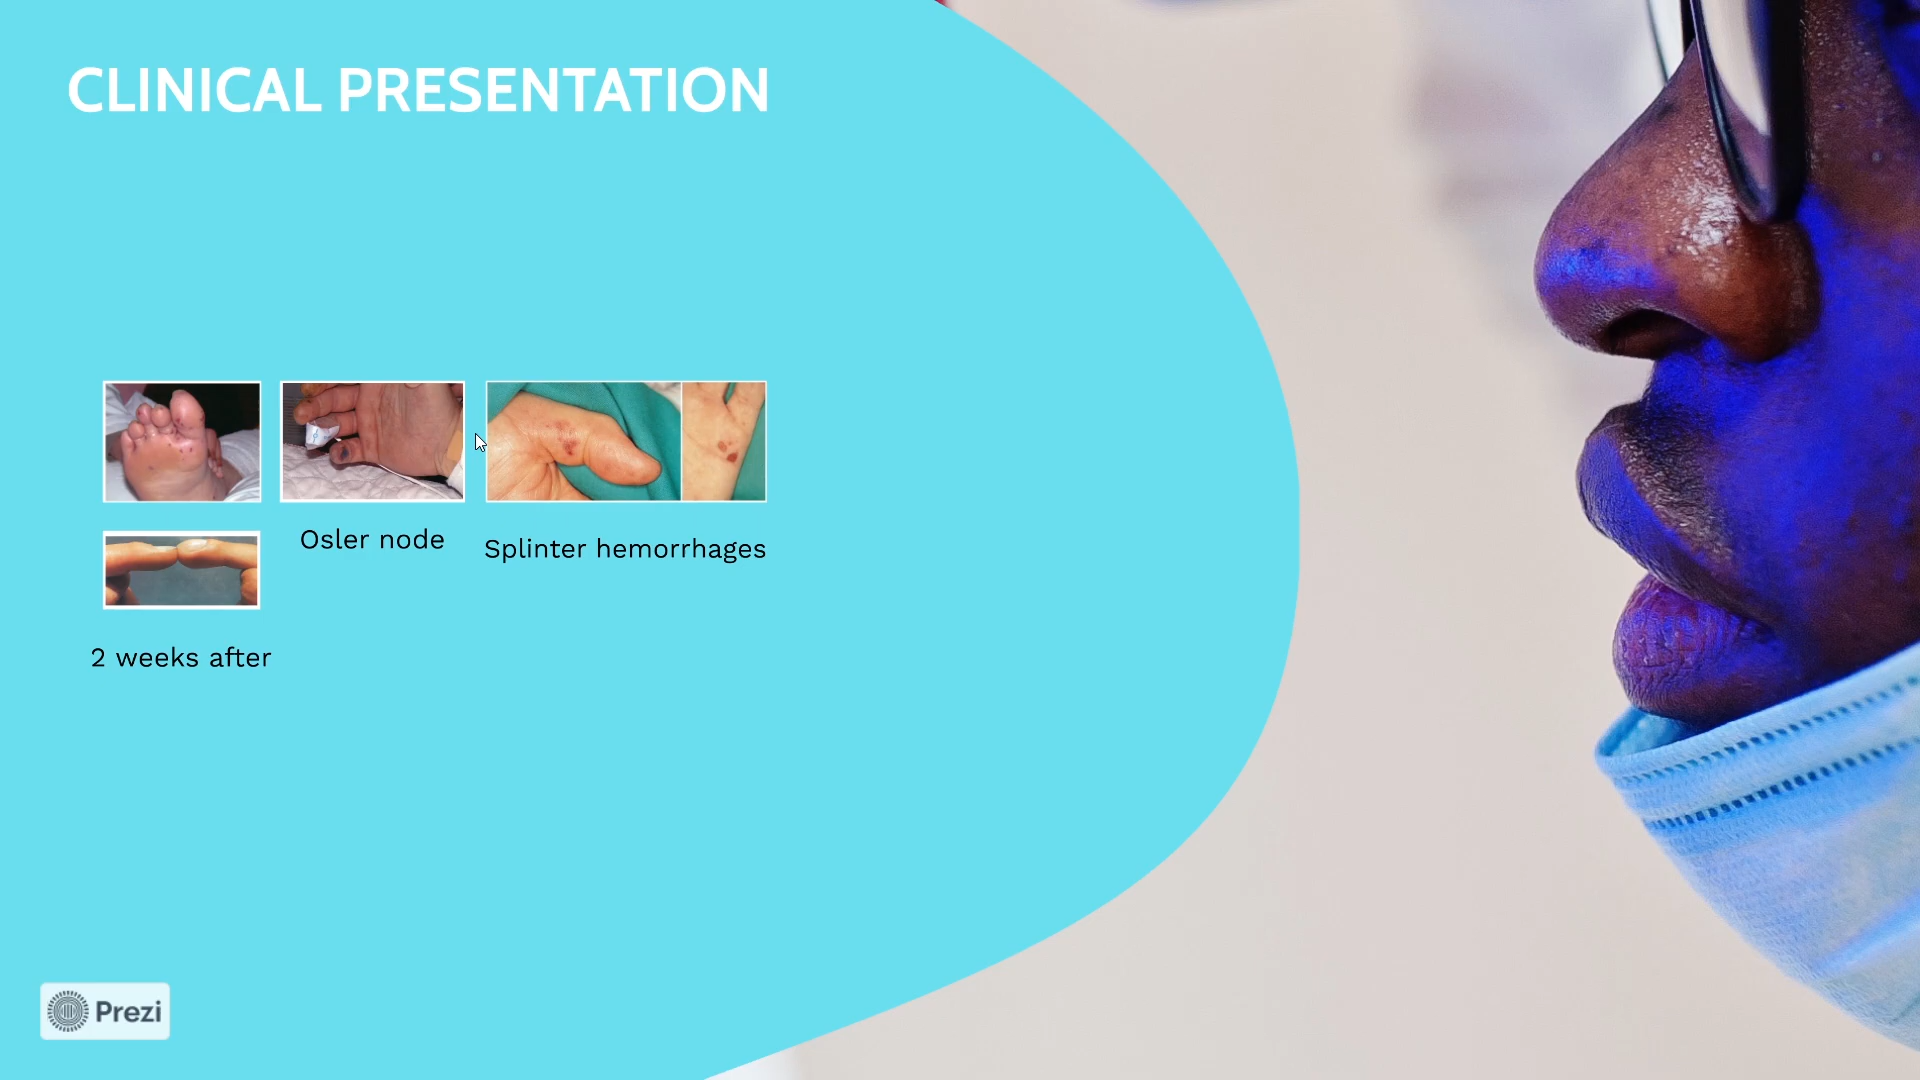 CLINICAL PRESENTATION
Osler node
Splinter hemorrhages
2 weeks after
Prezi